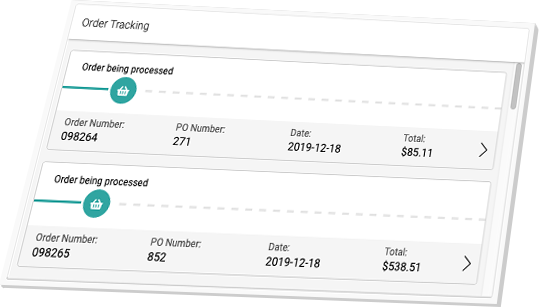 Order Tracking
Order being processed
Order Number: PO Number: Date: Total:
098264 271 2019-12-18 $85.11
Order being processed
Order Number: PO Number: Date: Total:
098265 852 2019-12-18 $538.51